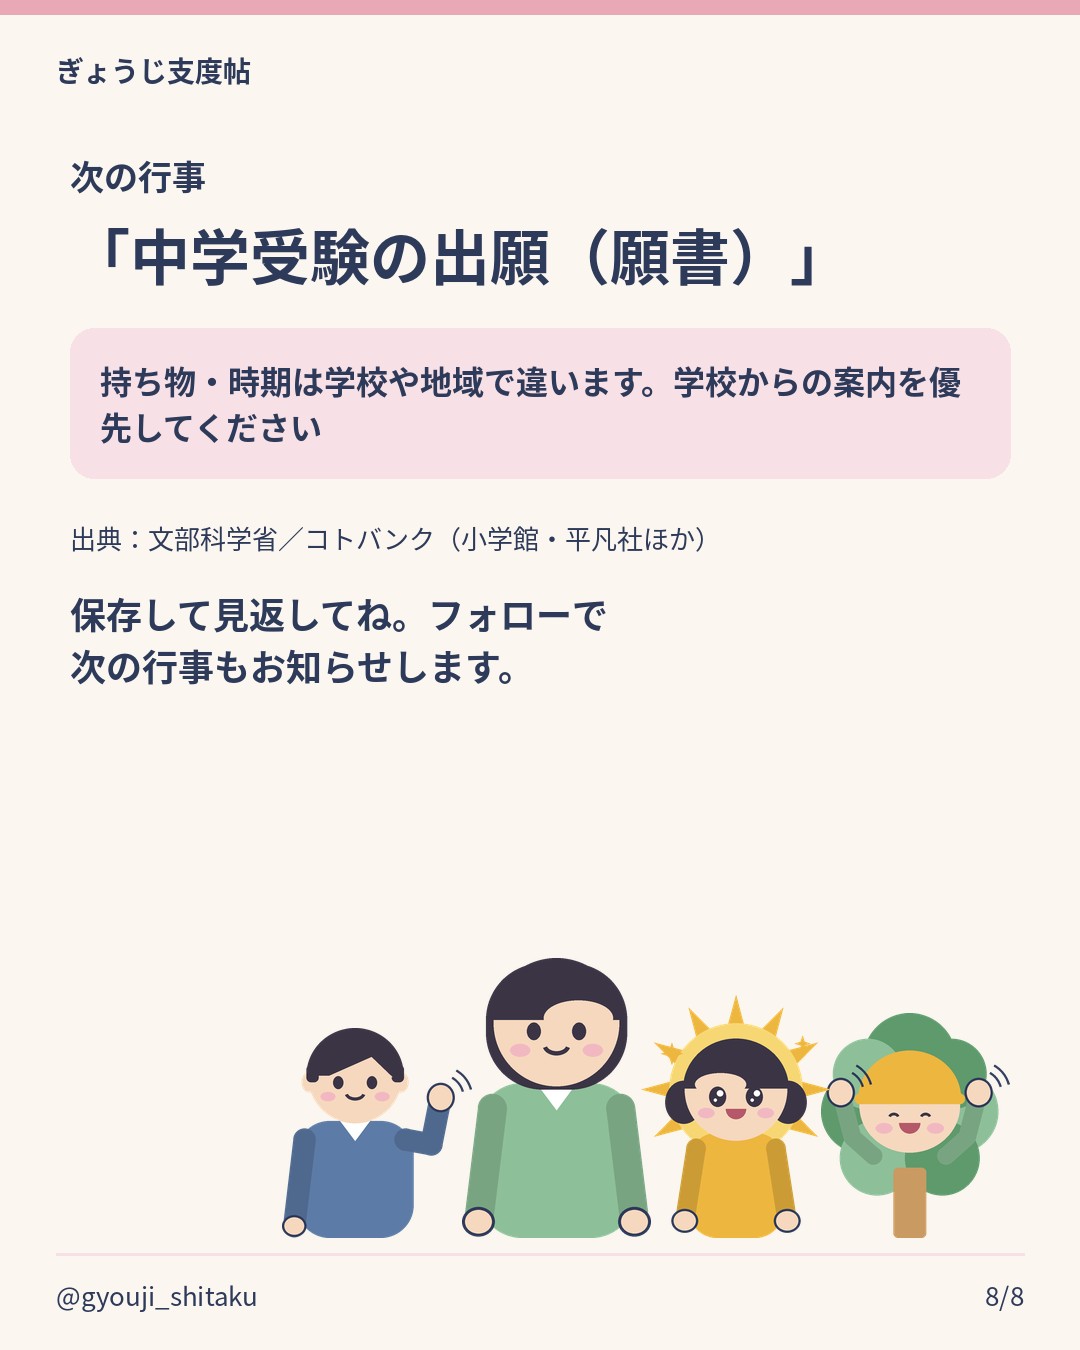 ぎょうじ支度帖
次の行事
「中学受験の出願（願書）」
持ち物・時期は学校や地域で違います。学校からの案内を優
先してください
出典：文部科学省／コトバンク（小学館・平凡社ほか）
保存して見返してね。フォローで
次の行事もお知らせします。
@gyouji_shitaku
8/8